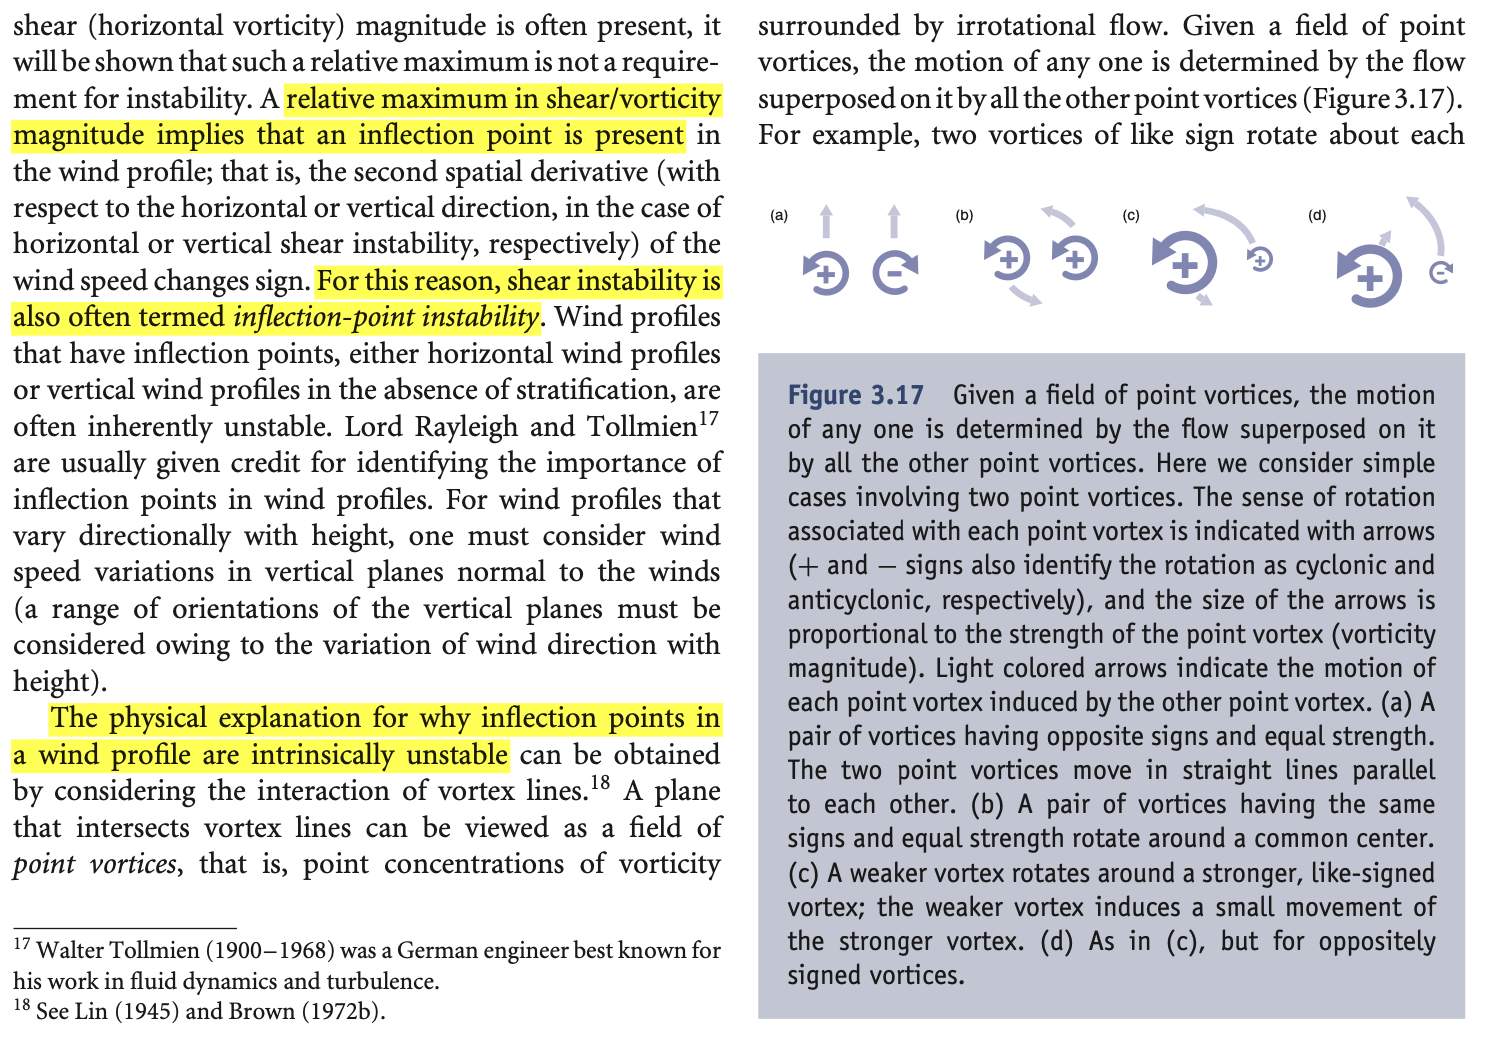 shear (horizontal vorticity) magnitude is often present, it
will be shown that such a relative maximum is not a require-
ment for instability. A relative maximum in shear/vorticity
magnitude implies that an inflection point is present in
the wind profile; that is, the second spatial derivative (with
respect to the horizontal or vertical direction, in the case of
horizontal or vertical shear instability, respectively) of the
wind speed changes sign. For this reason, shear instability is
also often termed inflection-point instability. Wind profiles
that have inflection points, either horizontal wind profiles
or vertical wind profiles in the absence of stratification, are
often inherently unstable. Lord Rayleigh and Tollmien17
are usually given credit for identifying the importance of
inflection points in wind profiles. For wind profiles that
vary directionally with height, one must consider wind
speed variations in vertical planes normal to the winds
(a range of orientations of the vertical planes must be
considered owing to the variation of wind direction with
height).
The physical explanation for why inflection points in
a wind profile are intrinsically unstable can be obtained
by considering the interaction of vortex lines.18 A plane
that intersects vortex lines can be viewed as a field of
point vortices, that is, point concentrations of vorticity
17 Walter Tollmien (1900–1968) was a German engineer best known for
his work in fluid dynamics and turbulence.
18 See Lin (1945) and Brown (1972b).
surrounded by irrotational flow. Given a field of point
vortices, the motion of any one is determined by the flow
superposed on it by all the other point vortices (Figure 3.17).
For example, two vortices of like sign rotate about each
(a) (b) (c) (d)
+ − + + + + + −
Figure 3.17 Given a field of point vortices, the motion
of any one is determined by the flow superposed on it
by all the other point vortices. Here we consider simple
cases involving two point vortices. The sense of rotation
associated with each point vortex is indicated with arrows
(+ and − signs also identify the rotation as cyclonic and
anticyclonic, respectively), and the size of the arrows is
proportional to the strength of the point vortex (vorticity
magnitude). Light colored arrows indicate the motion of
each point vortex induced by the other point vortex. (a) A
pair of vortices having opposite signs and equal strength.
The two point vortices move in straight lines parallel
to each other. (b) A pair of vortices having the same
signs and equal strength rotate around a common center.
(c) A weaker vortex rotates around a stronger, like-signed
vortex; the weaker vortex induces a small movement of
the stronger vortex. (d) As in (c), but for oppositely
signed vortices.